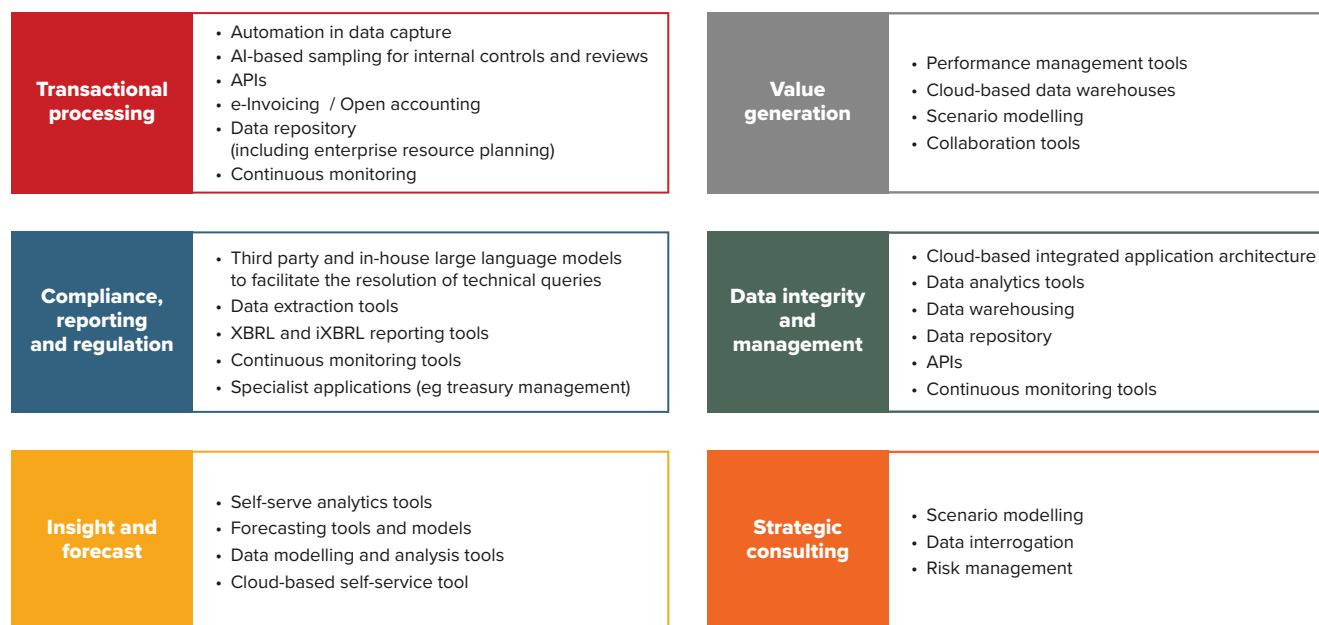 Transactional
processing
• Automation in data capture
• AI-based sampling for internal controls and reviews
• APIs
• e-Invoicing / Open accounting
• Data repository
(including enterprise resource planning)
• Continuous monitoring
Value
generation
• Performance management tools
• Cloud-based data warehouses
• Scenario modelling
• Collaboration tools
Compliance,
reporting
and regulation
• Third party and in-house large language models
to facilitate the resolution of technical queries
• Data extraction tools
• XBRL and iXBRL reporting tools
• Continuous monitoring tools
• Specialist applications (eg treasury management)
Data integrity
and
management
• Cloud-based integrated application architecture
• Data analytics tools
• Data warehousing
• Data repository
• APIs
• Continuous monitoring tools
Insight and
forecast
• Self-serve analytics tools
• Forecasting tools and models
• Data modelling and analysis tools
• Cloud-based self-service tool
Strategic
consulting
• Scenario modelling
• Data interrogation
• Risk management